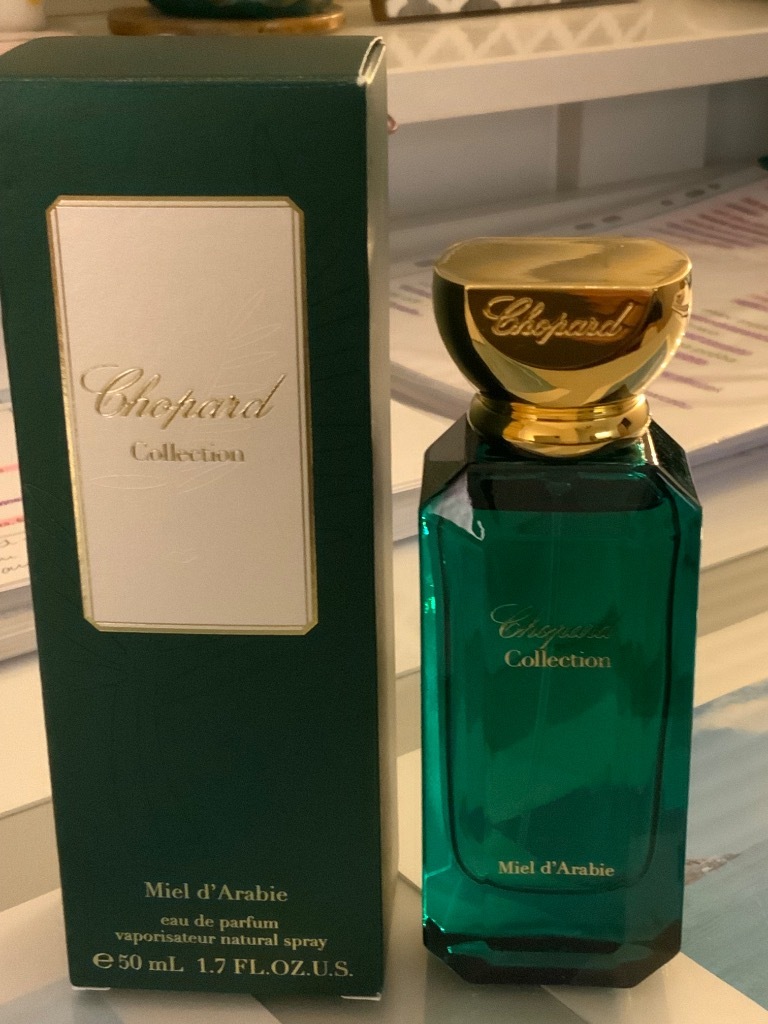 Chopard
Collection
Miel d'Arabie
eau de parfum
vaporisateur natural spray
℮ 50 mL 1.7 FL.OZ.U.S.
Chopard
Chopard
Collection
Miel d'Arabie